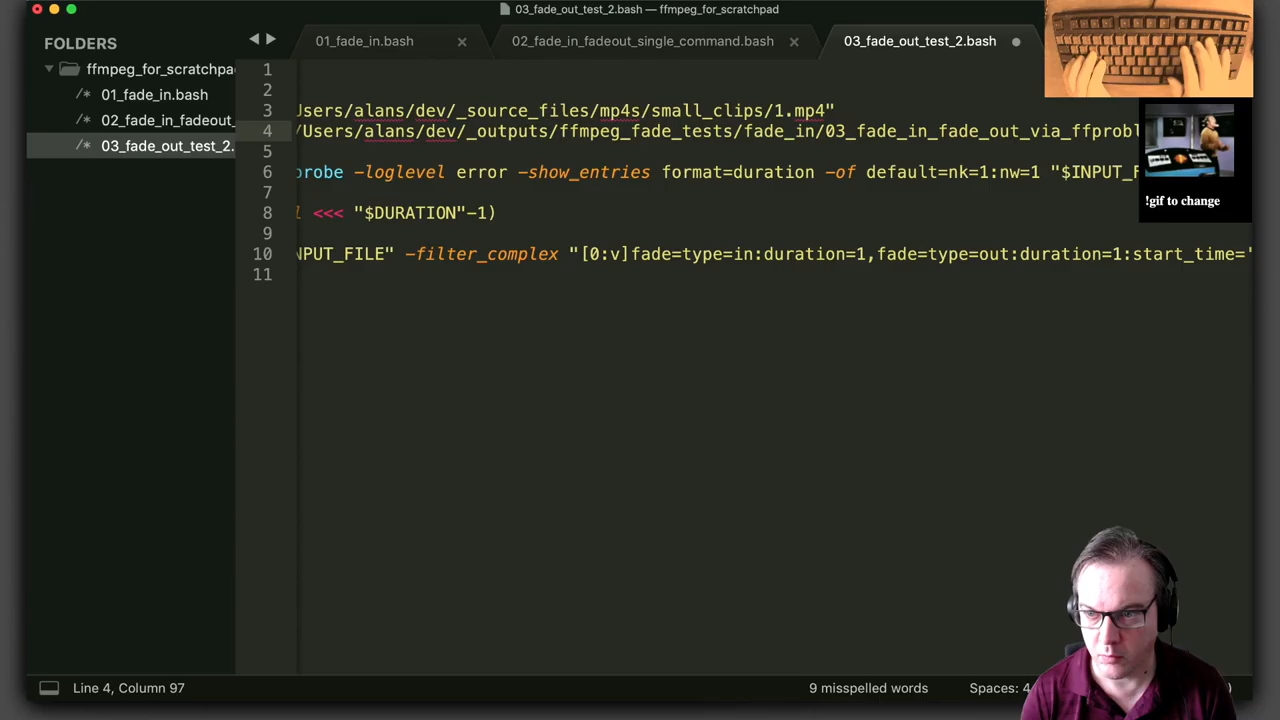 03_fade_out_test_2.bash — ffmpeg_for_scratchpad
FOLDERS
ffmpeg_for_scratchpa
/* 01_fade_in.bash
/* 02_fade_in_fadeout_
/* 03_fade_out_test_2.
01_fade_in.bash
02_fade_in_fadeout_single_command.bash
03_fade_out_test_2.bash
1
2
3 Users/alans/dev/_source_files/mp4s/small_clips/1.mp4"
4 /Users/alans/dev/_outputs/ffmpeg_fade_tests/fade_in/03_fade_in_fade_out_via_ffprobl
5
6 probe -loglevel error -show_entries format=duration -of default=nk=1:nw=1 "$INPUT_F
7
8 l <<< "$DURATION"-1)
9
10 NPUT_FILE" -filter_complex "[0:v]fade=type=in:duration=1,fade=type=out:duration=1:start_time='
11
!gif to change
Line 4, Column 97
9 misspelled words
Spaces: 4